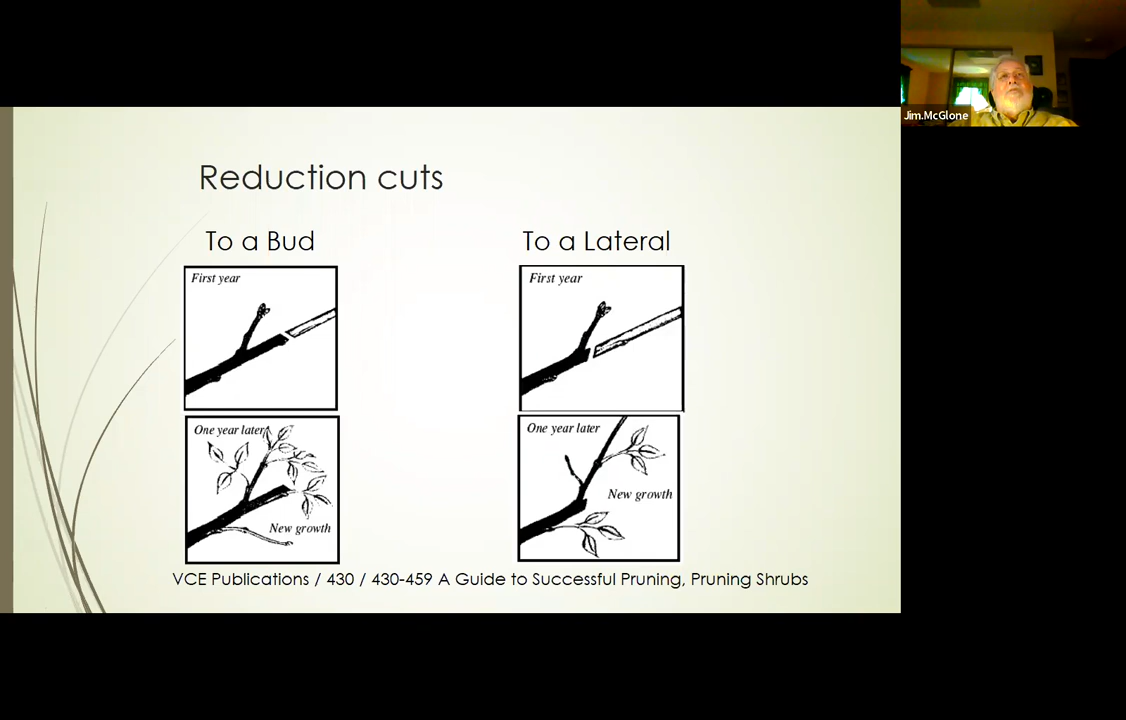 Jim.McGlone
Reduction cuts
To a Bud
To a Lateral
First year
First year
One year later
One year later
New growth
New growth
VCE Publications / 430 / 430-459 A Guide to Successful Pruning, Pruning Shrubs